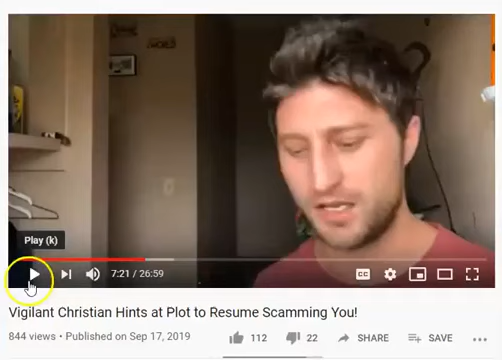 Play (k)
7:21 / 26:59
CC
Vigilant Christian Hints at Plot to Resume Scamming You!
844 views • Published on Sep 17, 2019
112
22
SHARE
SAVE